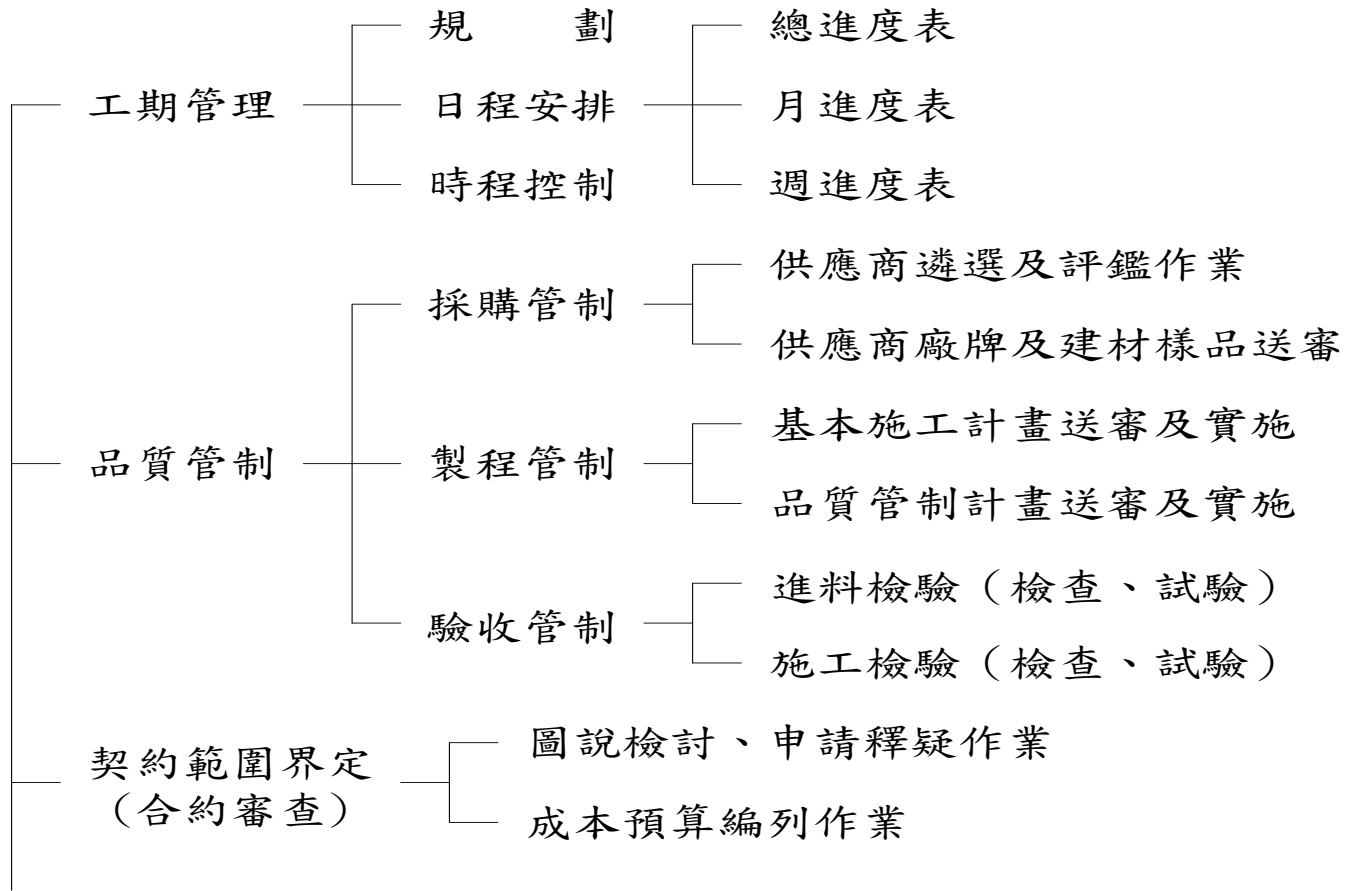 規　　劃
總進度表
工期管理
日程安排
月進度表
時程控制
週進度表
供應商遴選及評鑑作業
採購管制
供應商廠牌及建材樣品送審
基本施工計畫送審及實施
品質管制
製程管制
品質管制計畫送審及實施
進料檢驗（檢查、試驗）
驗收管制
施工檢驗（檢查、試驗）
圖說檢討、申請釋疑作業
契約範圍界定
（合約審查）
成本預算編列作業